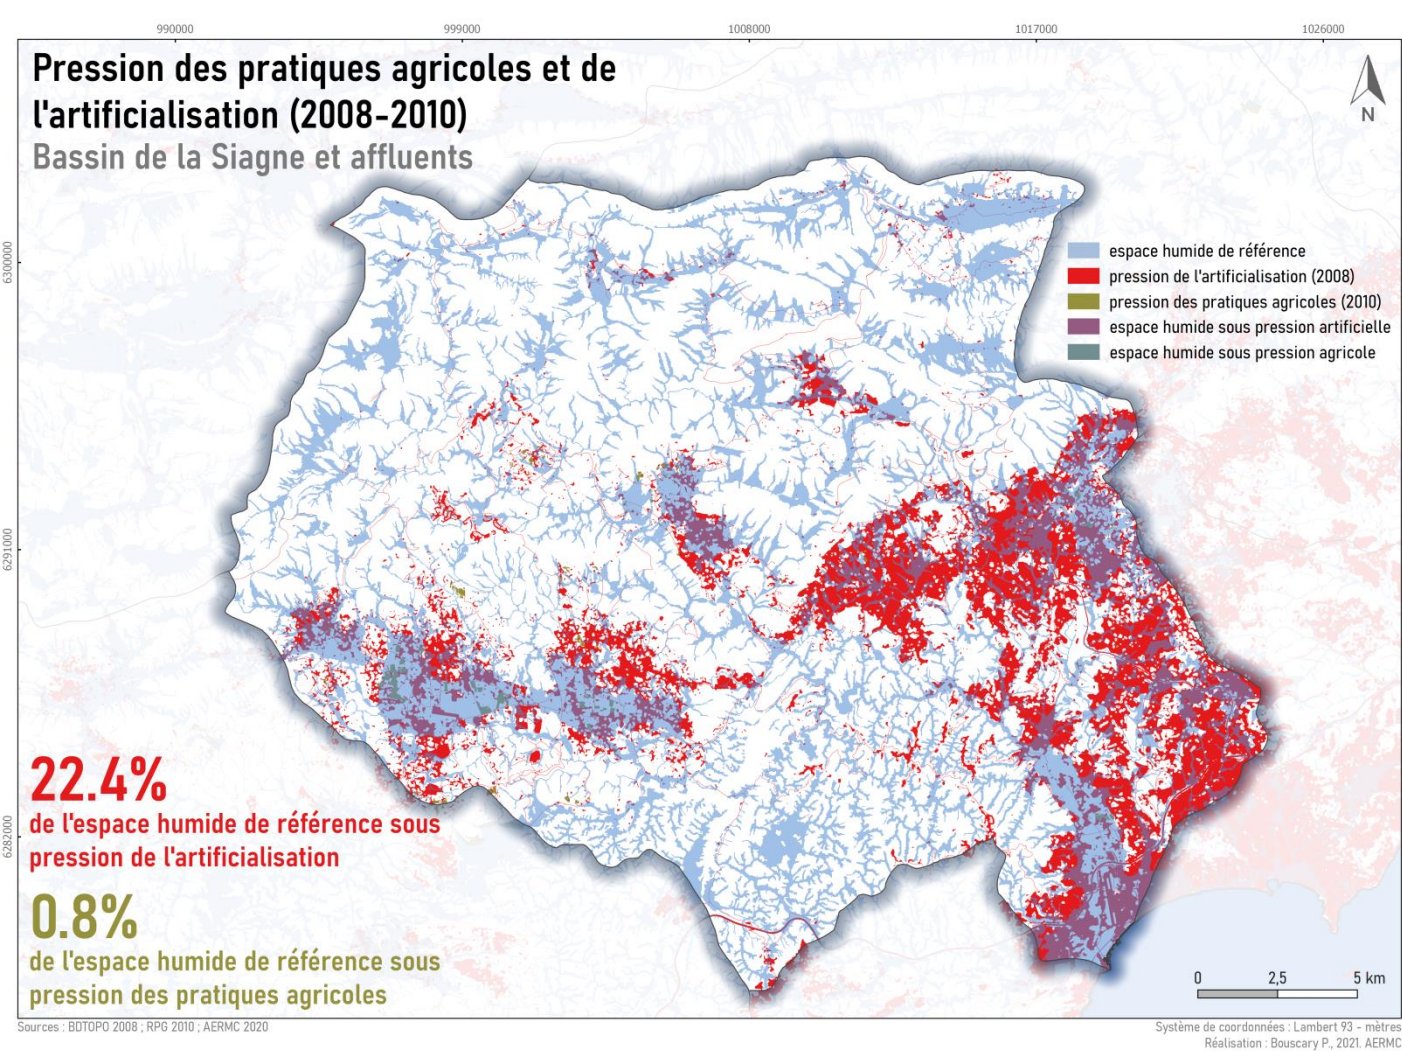 990000
999000
1008000
1017000
1026000
Pression des pratiques agricoles et de
l'artificialisation (2008-2010)
Bassin de la Siagne et affluents
N
6300000
6291000
6282000
espace humide de référence
pression de l'artificialisation (2008)
pression des pratiques agricoles (2010)
espace humide sous pression artificielle
espace humide sous pression agricole
22.4%
de l'espace humide de référence sous
pression de l'artificialisation
0.8%
de l'espace humide de référence sous
pression des pratiques agricoles
0 2,5 5 km
Sources : BDTOPO 2008 ; RPG 2010 ; AERMC 2020
Système de coordonnées : Lambert 93 - mètres
Réalisation : Bouscary P., 2021. AERMC